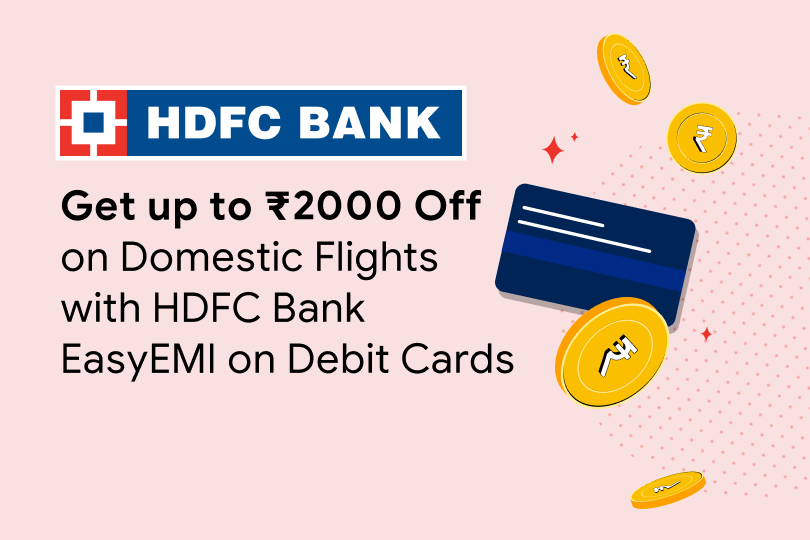 HDFC BANK
Get up to ₹2000 Off
on Domestic Flights
with HDFC Bank
EasyEMI on Debit Cards
₹
₹
₹
₹